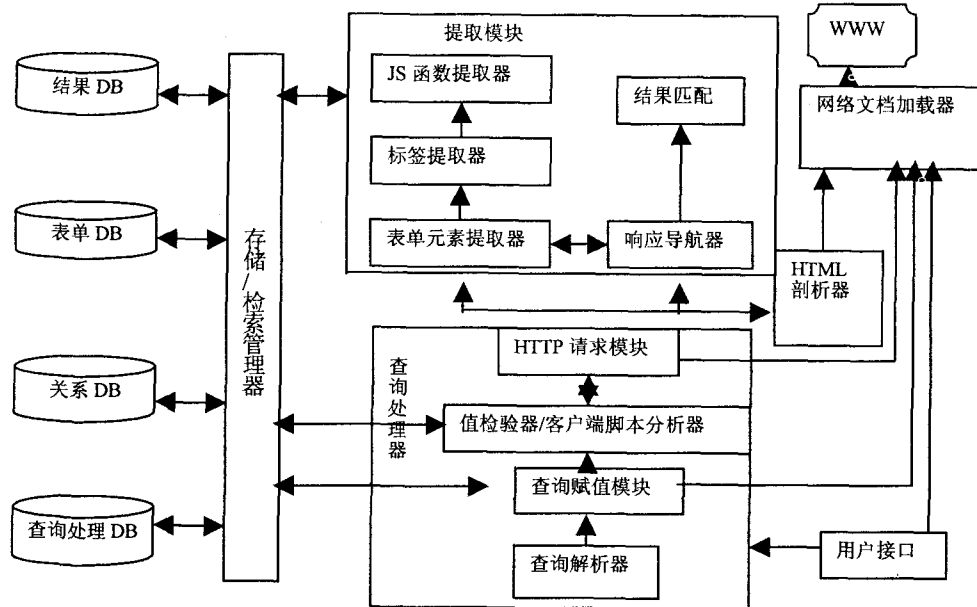 提取模块
WWW
JS 函数提取器
结果 DB
结果匹配
网络文档加载器
标签提取器
表单 DB
存储/检索管理器
表单元素提取器
响应导航器
HTML
剖析器
HTTP 请求模块
关系 DB
查询处理器
值检验器/客户端脚本分析器
查询赋值模块
查询处理 DB
用户接口
查询解析器